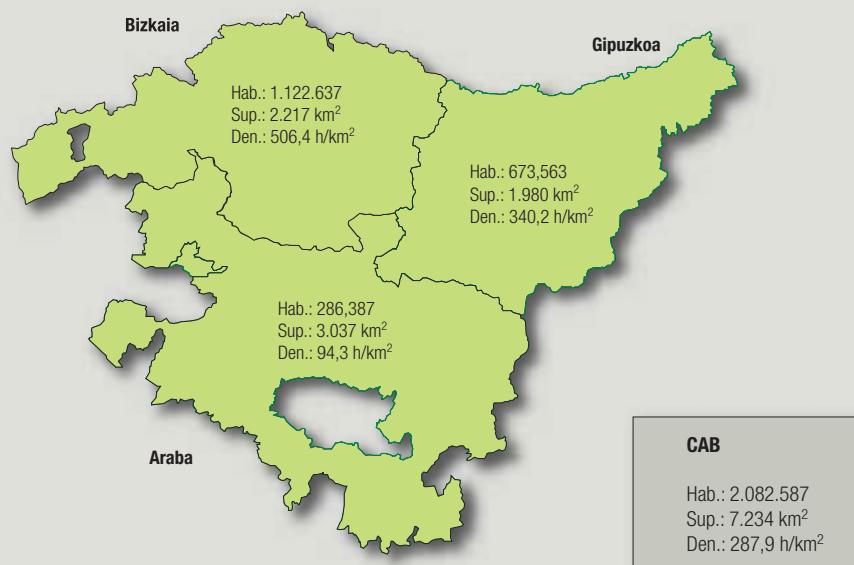 Bizkaia
Gipuzkoa
Hab.: 1.122.637
Sup.: 2.217 km²
Den.: 506,4 h/km²
Hab.: 673,563
Sup.: 1.980 km²
Den.: 340,2 h/km²
Hab.: 286,387
Sup.: 3.037 km²
Den.: 94,3 h/km²
Araba
CAB
Hab.: 2.082.587
Sup.: 7.234 km²
Den.: 287,9 h/km²